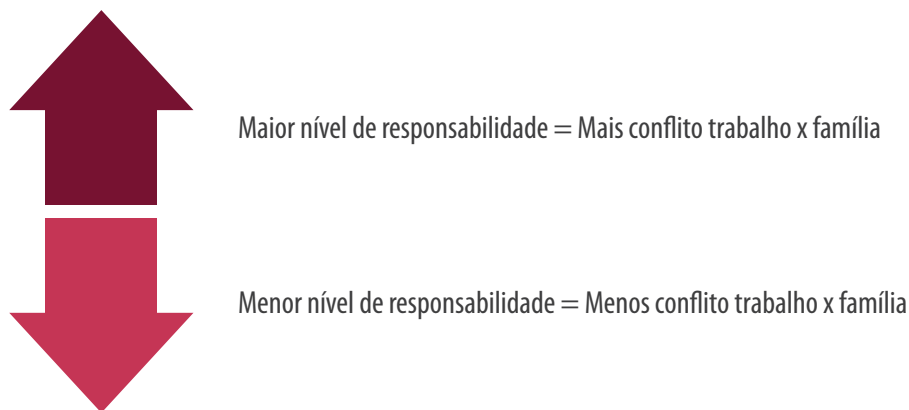 Maior nível de responsabilidade = Mais conflito trabalho x família
Menor nível de responsabilidade = Menos conflito trabalho x família